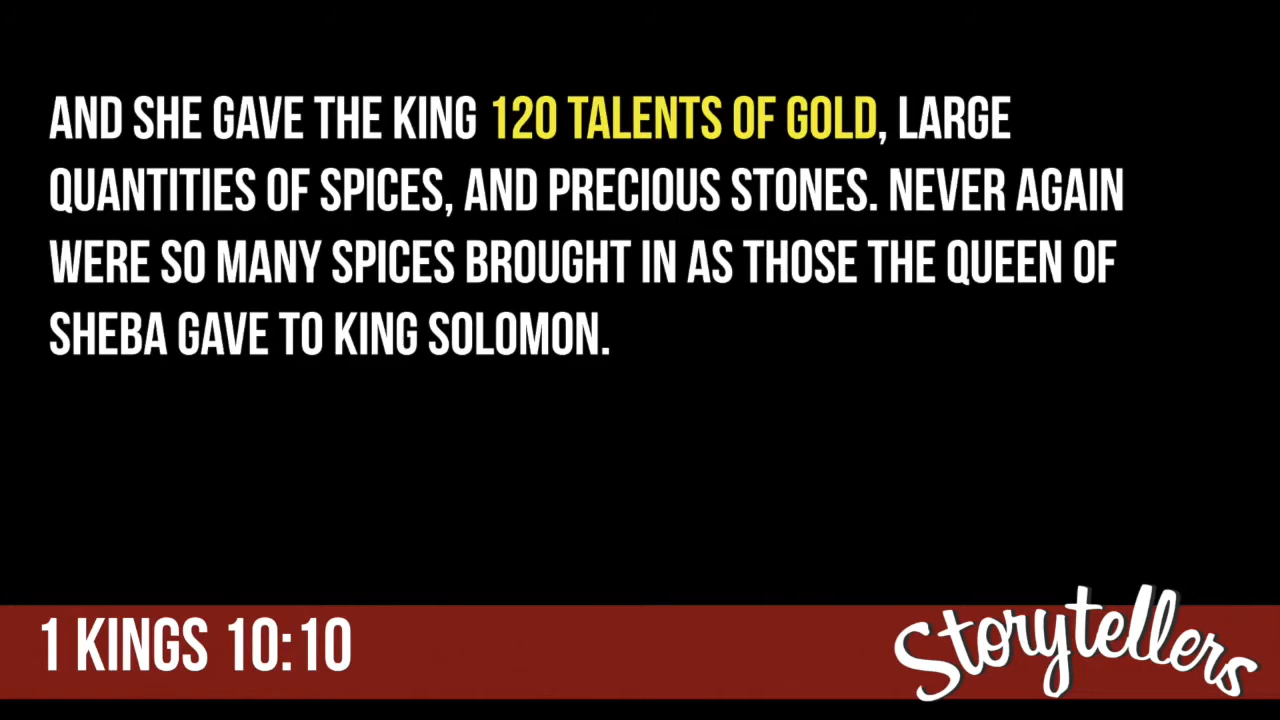 AND SHE GAVE THE KING 120 TALENTS OF GOLD, LARGE
QUANTITIES OF SPICES, AND PRECIOUS STONES. NEVER AGAIN
WERE SO MANY SPICES BROUGHT IN AS THOSE THE QUEEN OF
SHEBA GAVE TO KING SOLOMON.
1 KINGS 10:10
Storytellers